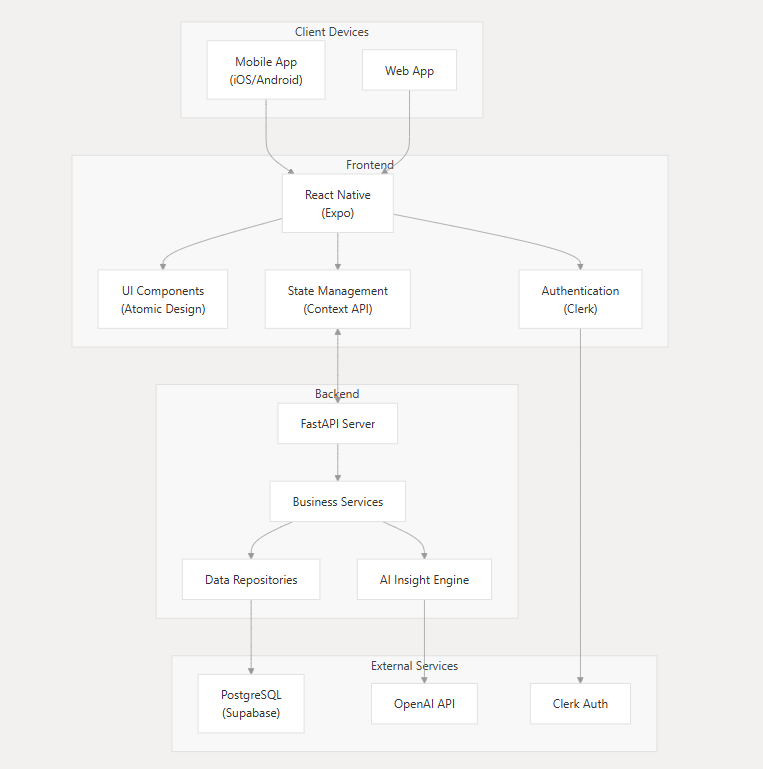 Client Devices
Mobile App
(iOS/Android)
Web App
Frontend
React Native
(Expo)
UI Components
(Atomic Design)
State Management
(Context API)
Authentication
(Clerk)
Backend
FastAPI Server
Business Services
Data Repositories
AI Insight Engine
External Services
PostgreSQL
(Supabase)
OpenAI API
Clerk Auth